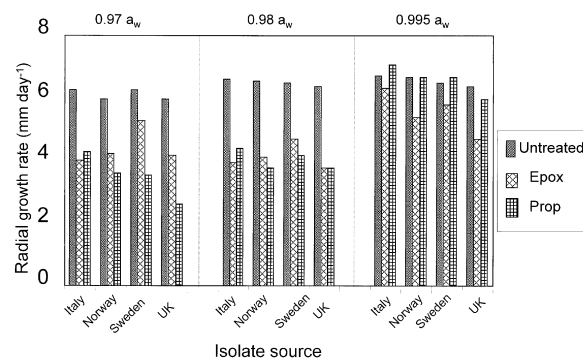 0.97 aw
0.98 aw
0.995 aw
Radial growth rate (mm day-1)
8
6
4
2
0
Italy
Norway
Sweden
UK
Italy
Norway
Sweden
UK
Italy
Norway
Sweden
UK
Isolate source
Untreated
Epox
Prop